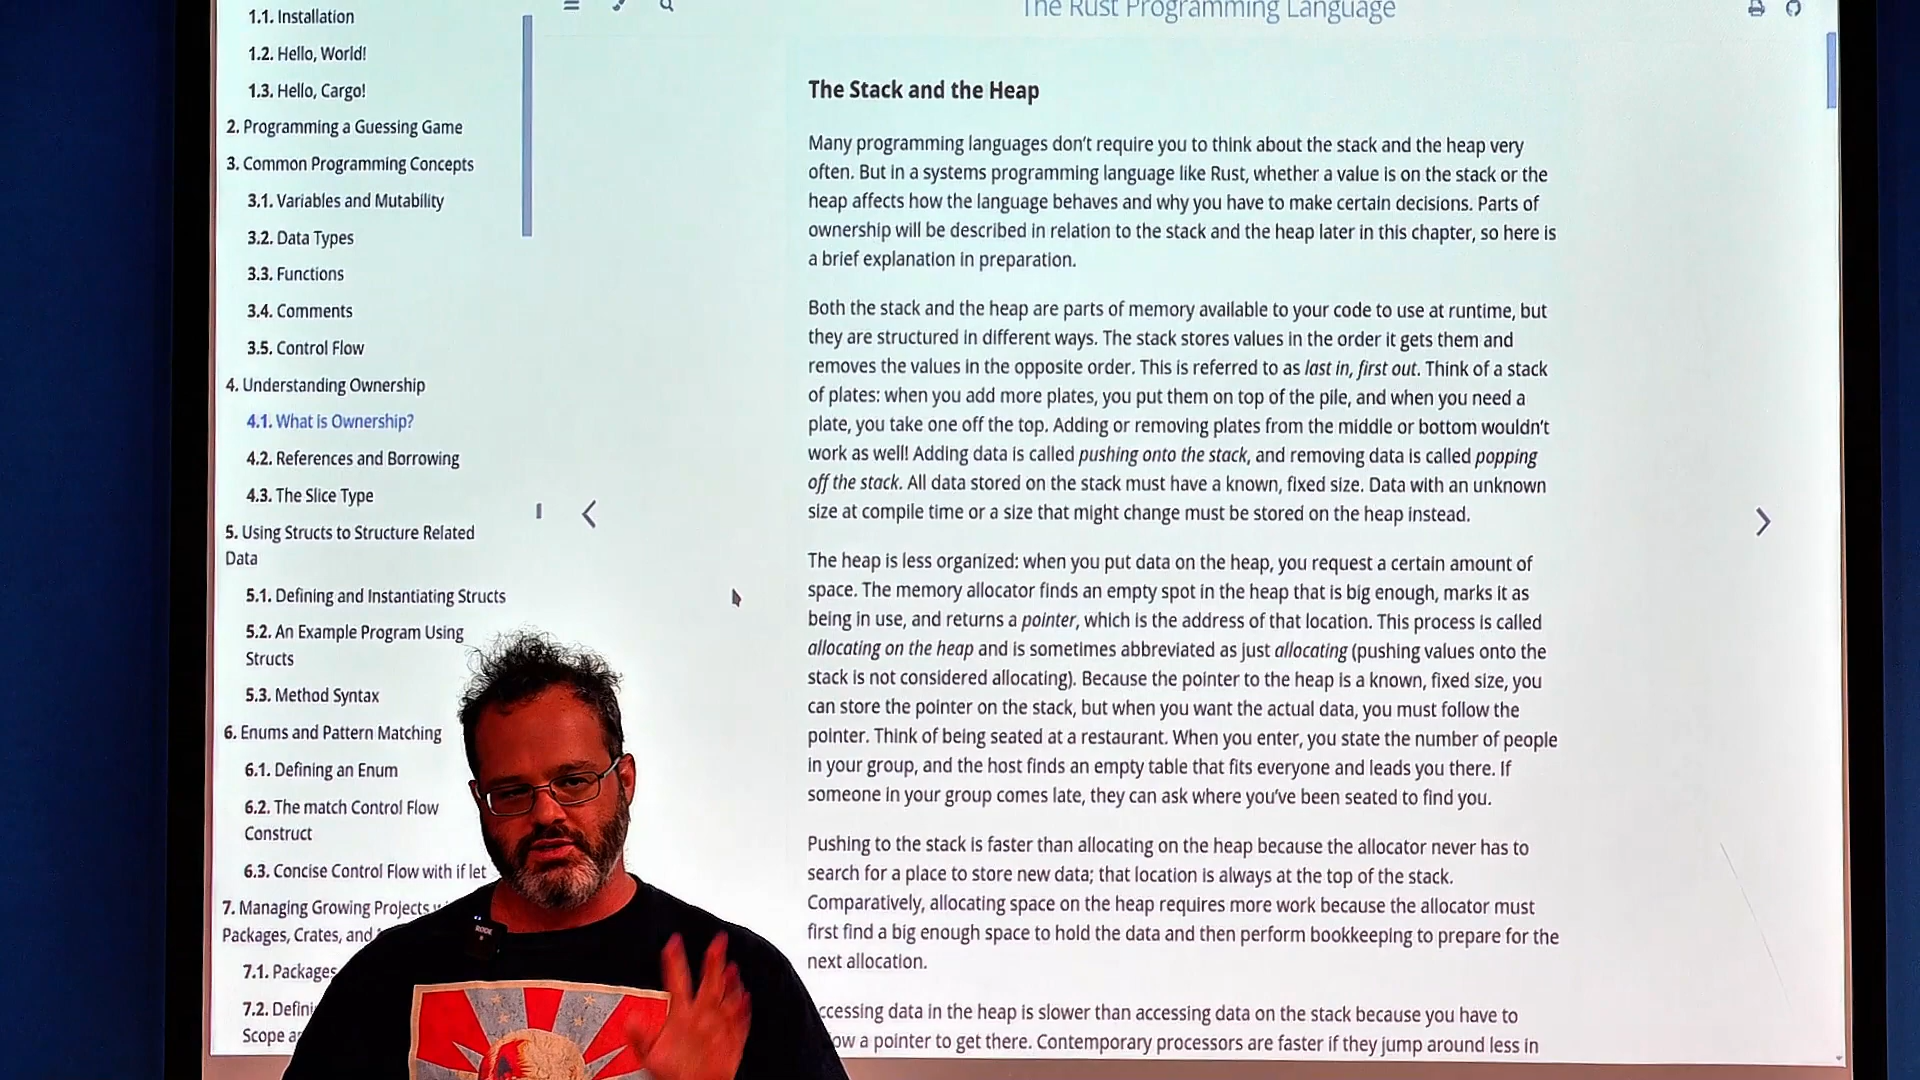 1.1. Installation
1.2. Hello, World!
1.3. Hello, Cargo!
2. Programming a Guessing Game
3. Common Programming Concepts
3.1. Variables and Mutability
3.2. Data Types
3.3. Functions
3.4. Comments
3.5. Control Flow
4. Understanding Ownership
4.1. What is Ownership?
4.2. References and Borrowing
4.3. The Slice Type
5. Using Structs to Structure Related
Data
5.1. Defining and Instantiating Structs
5.2. An Example Program Using
Structs
5.3. Method Syntax
6. Enums and Pattern Matching
6.1. Defining an Enum
6.2. The match Control Flow
Construct
6.3. Concise Control Flow with if let
7. Managing Growing Projects
Packages, Crates, and
7.1. Packages
7.2. Defini
Scope a
The Rust Programming Language
The Stack and the Heap
Many programming languages don't require you to think about the stack and the heap very
often. But in a systems programming language like Rust, whether a value is on the stack or the
heap affects how the language behaves and why you have to make certain decisions. Parts of
ownership will be described in relation to the stack and the heap later in this chapter, so here is
a brief explanation in preparation.
Both the stack and the heap are parts of memory available to your code to use at runtime, but
they are structured in different ways. The stack stores values in the order it gets them and
removes the values in the opposite order. This is referred to as last in, first out. Think of a stack
of plates: when you add more plates, you put them on top of the pile, and when you need a
plate, you take one off the top. Adding or removing plates from the middle or bottom wouldn't
work as well! Adding data is called pushing onto the stack, and removing data is called popping
off the stack. All data stored on the stack must have a known, fixed size. Data with an unknown
size at compile time or a size that might change must be stored on the heap instead.
The heap is less organized: when you put data on the heap, you request a certain amount of
space. The memory allocator finds an empty spot in the heap that is big enough, marks it as
being in use, and returns a pointer, which is the address of that location. This process is called
allocating on the heap and is sometimes abbreviated as just allocating (pushing values onto the
stack is not considered allocating). Because the pointer to the heap is a known, fixed size, you
can store the pointer on the stack, but when you want the actual data, you must follow the
pointer. Think of being seated at a restaurant. When you enter, you state the number of people
in your group, and the host finds an empty table that fits everyone and leads you there. If
someone in your group comes late, they can ask where you've been seated to find you.
Pushing to the stack is faster than allocating on the heap because the allocator never has to
search for a place to store new data; that location is always at the top of the stack.
Comparatively, allocating space on the heap requires more work because the allocator must
first find a big enough space to hold the data and then perform bookkeeping to prepare for the
next allocation.
ccessing data in the heap is slower than accessing data on the stack because you have to
ow a pointer to get there. Contemporary processors are faster if they jump around less in
RODE